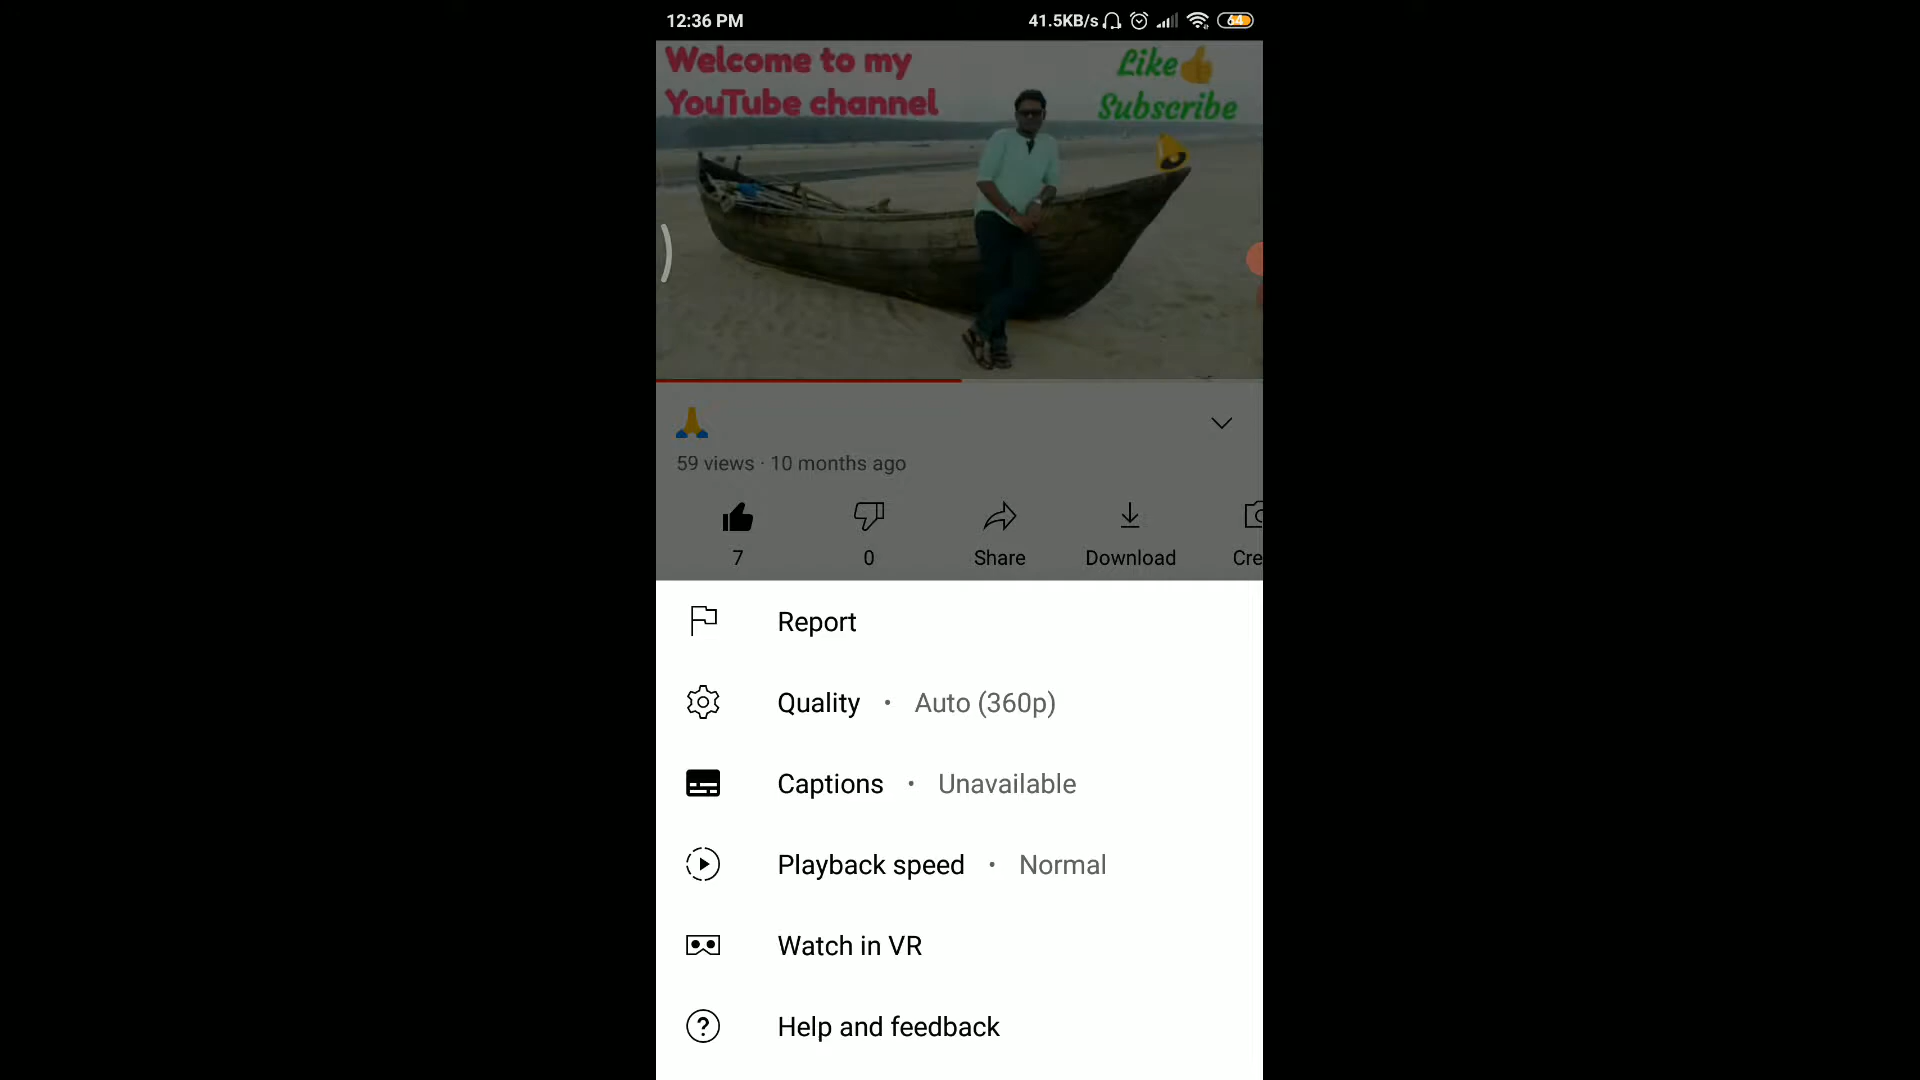 12:36 PM 41.5KB/s 64
Welcome to my
YouTube channel
Like
Subscribe
59 views · 10 months ago
7 0 Share Download Cre
Report
Quality · Auto (360p)
Captions · Unavailable
Playback speed · Normal
Watch in VR
Help and feedback